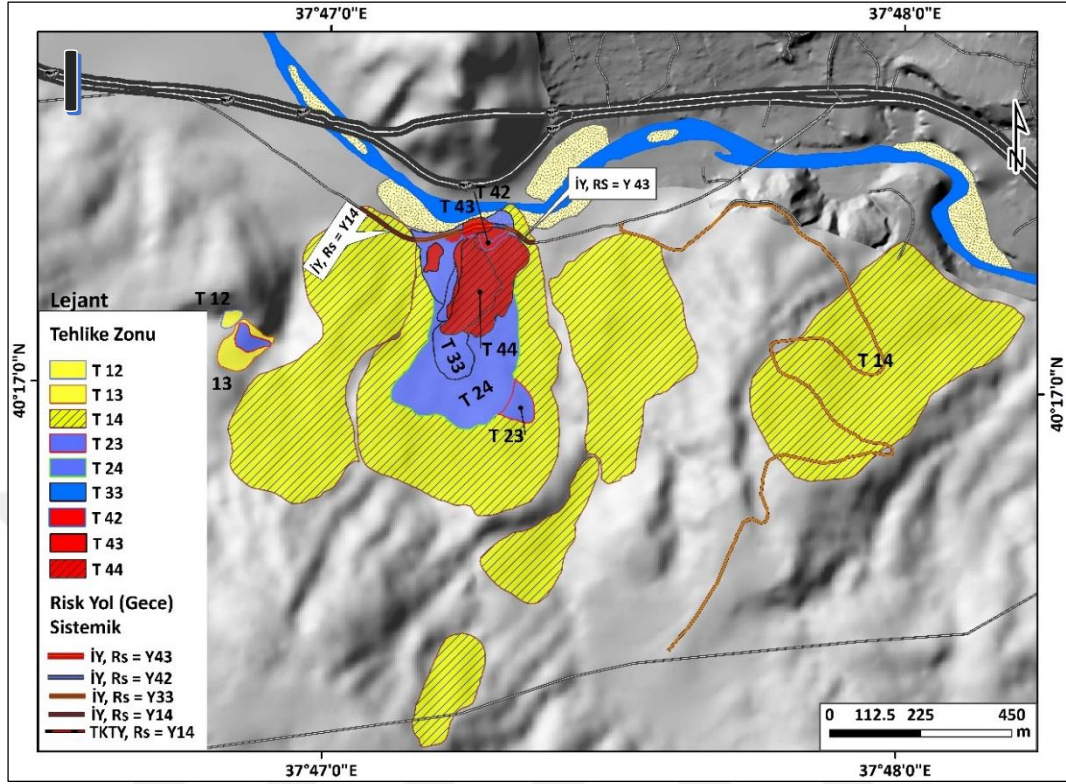 37°47'0"E
37°48'0"E
N
T 42
T 43
İY, RS = Y 43
İY, Rs = Y14
T 12
13
T 33
T 44
T 24
T 23
T 14
40°17'0"N
40°17'0"N
Lejant
Tehlike Zonu
T 12
T 13
T 14
T 23
T 24
T 33
T 42
T 43
T 44
Risk Yol (Gece)
Sistemik
İY, Rs = Y43
İY, Rs = Y42
İY, Rs = Y33
İY, Rs = Y14
TKTY, Rs = Y14
0 112.5 225 450
m
37°47'0"E
37°48'0"E